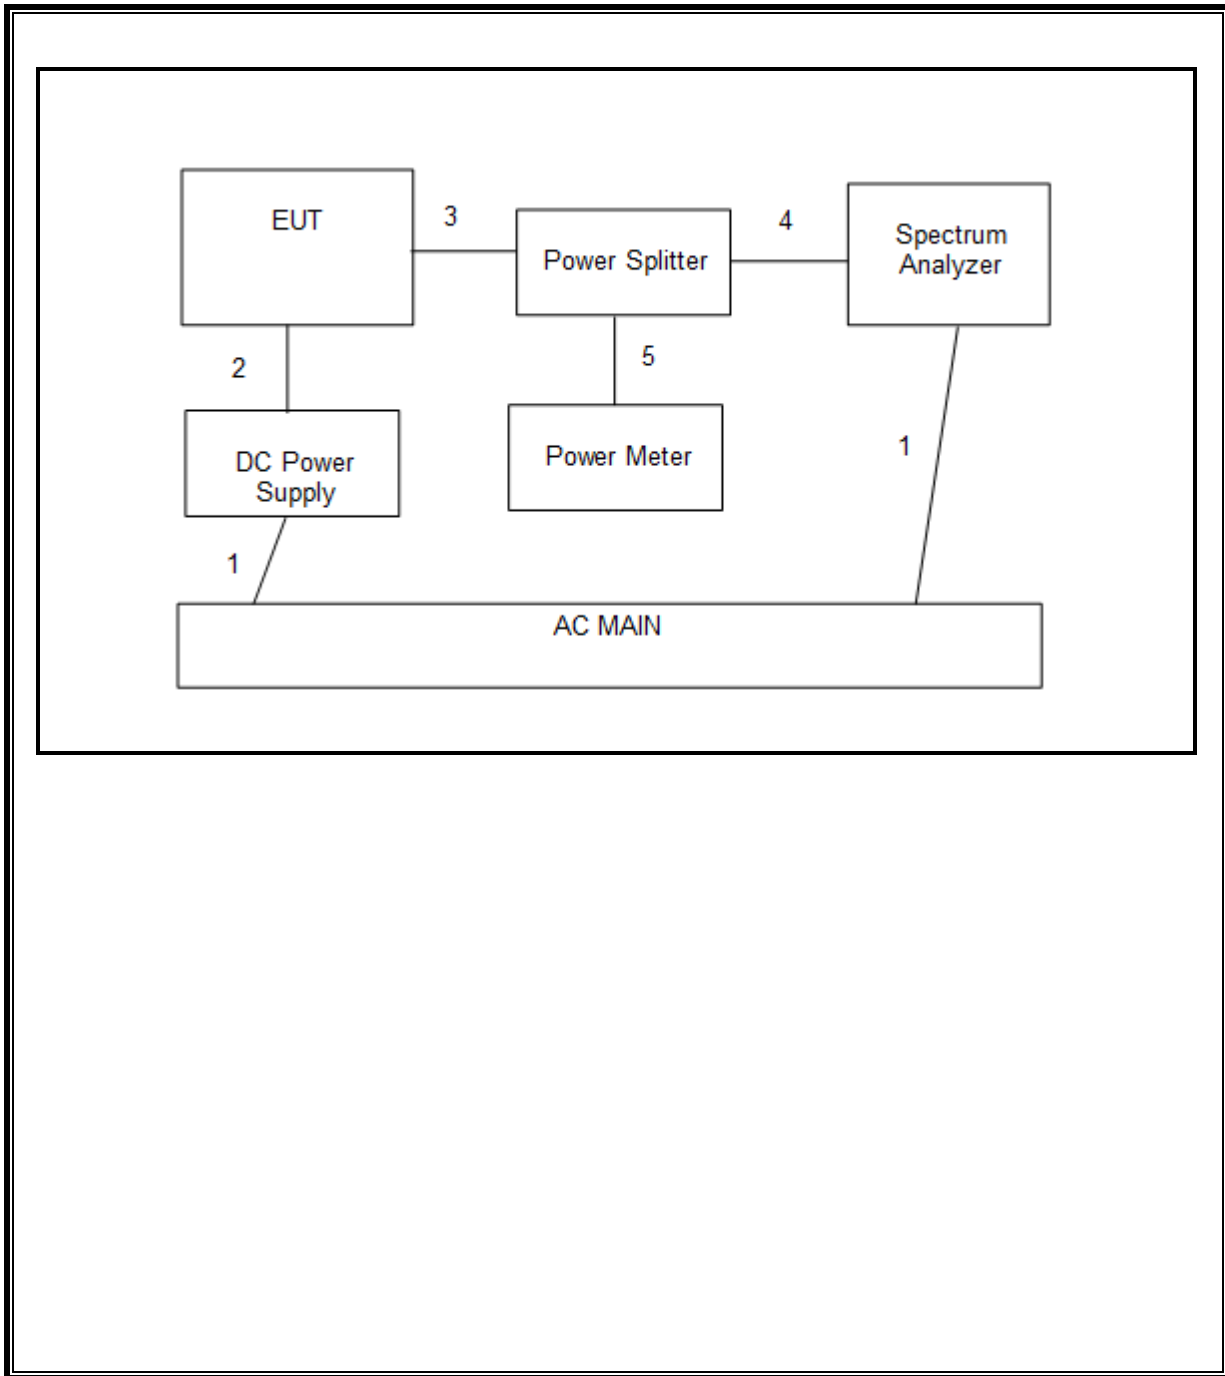 EUT
3
Power Splitter
4
Spectrum
Analyzer
2
5
DC Power
Supply
Power Meter
1
1
AC MAIN